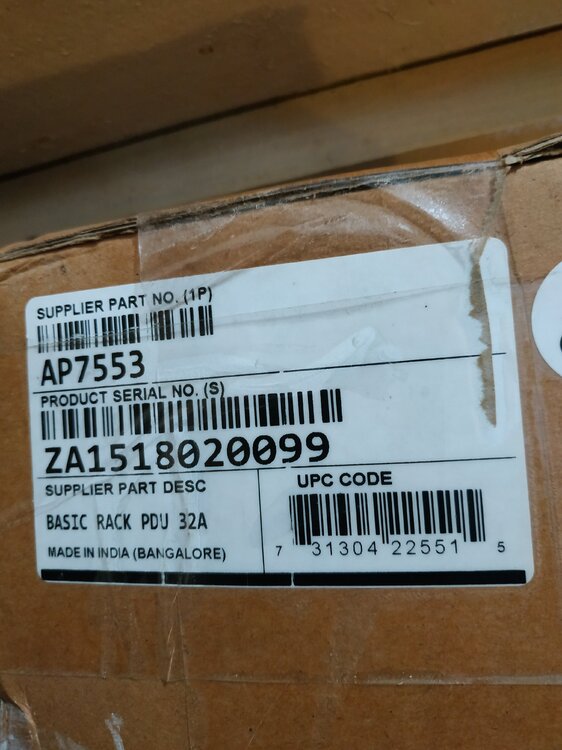 SUPPLIER PART NO. (1P)
AP7553
PRODUCT SERIAL NO. (S)
ZA1518020099
SUPPLIER PART DESC
BASIC RACK PDU 32A
MADE IN INDIA (BANGALORE)
UPC CODE
7 31304 22551 5